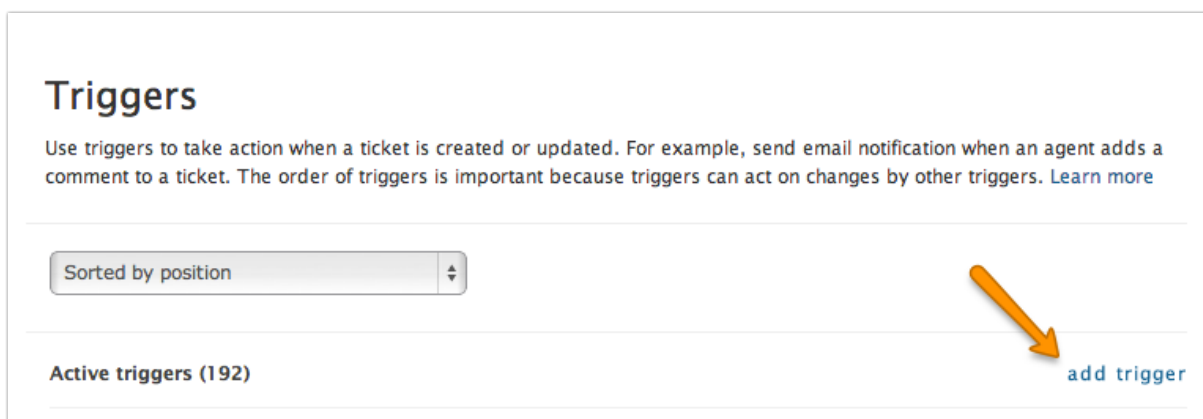 Triggers
Use triggers to take action when a ticket is created or updated. For example, send email notification when an agent adds a
comment to a ticket. The order of triggers is important because triggers can act on changes by other triggers. Learn more
Sorted by position
Active triggers (192)
add trigger